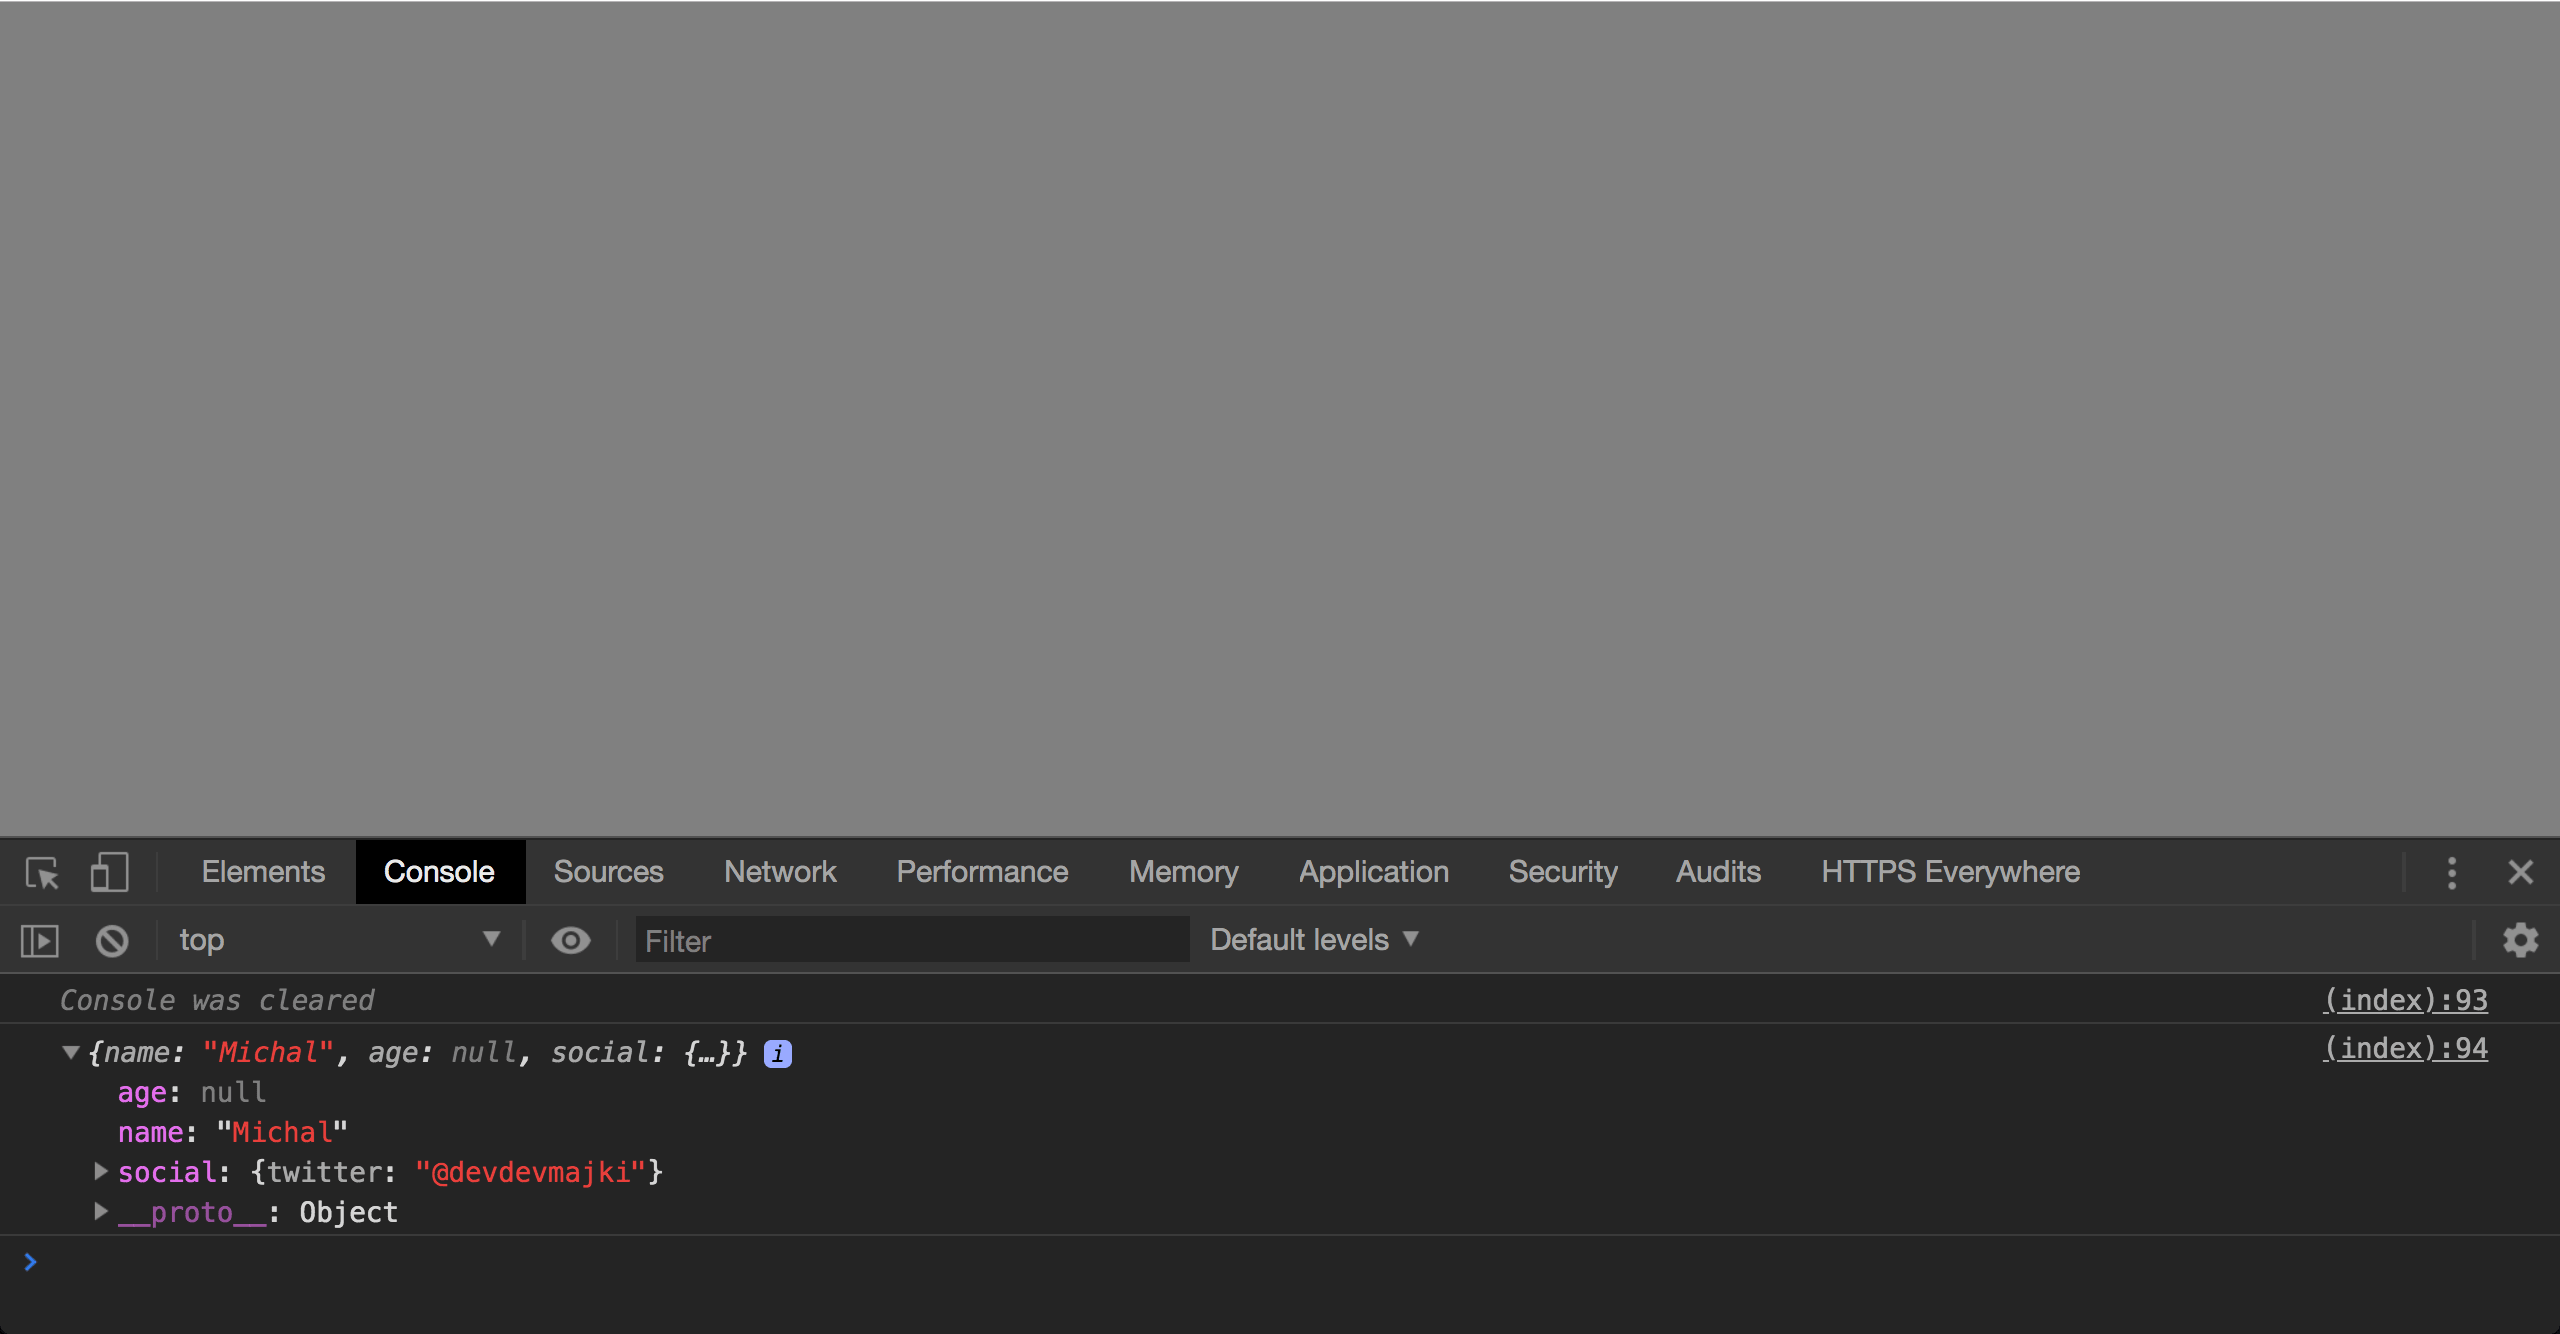 Elements Console Sources Network Performance Memory Application Security Audits HTTPS Everywhere
top Filter Default levels
Console was cleared (index):93
{name: "Michal", age: null, social: {…}} i (index):94
age: null
name: "Michal"
social: {twitter: "@devdevmajki"}
__proto__: Object